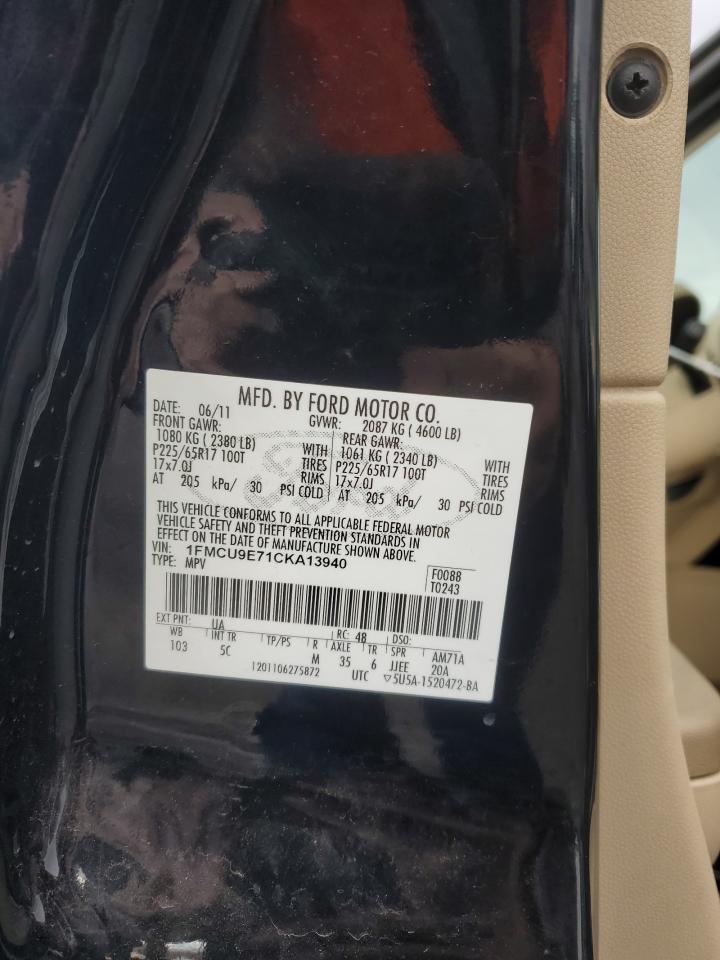 MFD. BY FORD MOTOR CO.
DATE: 06/11 GVWR: 2087 KG ( 4600 LB)
FRONT GAWR: REAR GAWR:
1080 KG ( 2380 LB) WITH 1061 KG ( 2340 LB) WITH
P225/65R17 100T TIRES P225/65R17 100T TIRES
17x7.0J RIMS 17x7.0J RIMS
AT 205 kPa/ 30 PSI COLD AT 205 kPa/ 30 PSI COLD
THIS VEHICLE CONFORMS TO ALL APPLICABLE FEDERAL MOTOR
VEHICLE SAFETY AND THEFT PREVENTION STANDARDS IN
EFFECT ON THE DATE OF MANUFACTURE SHOWN ABOVE.
VIN: 1FMCU9E71CKA13940
TYPE: MPV
F0088
T0243
EXT PNT: UA RC: 48 DSO:
WB INT TR TP/PS R AXLE TR SPR AM71A
103 5C M 35 6 JJEE 20A
1201106275872 UTC ▽5U5A-1520472-BA
Ford